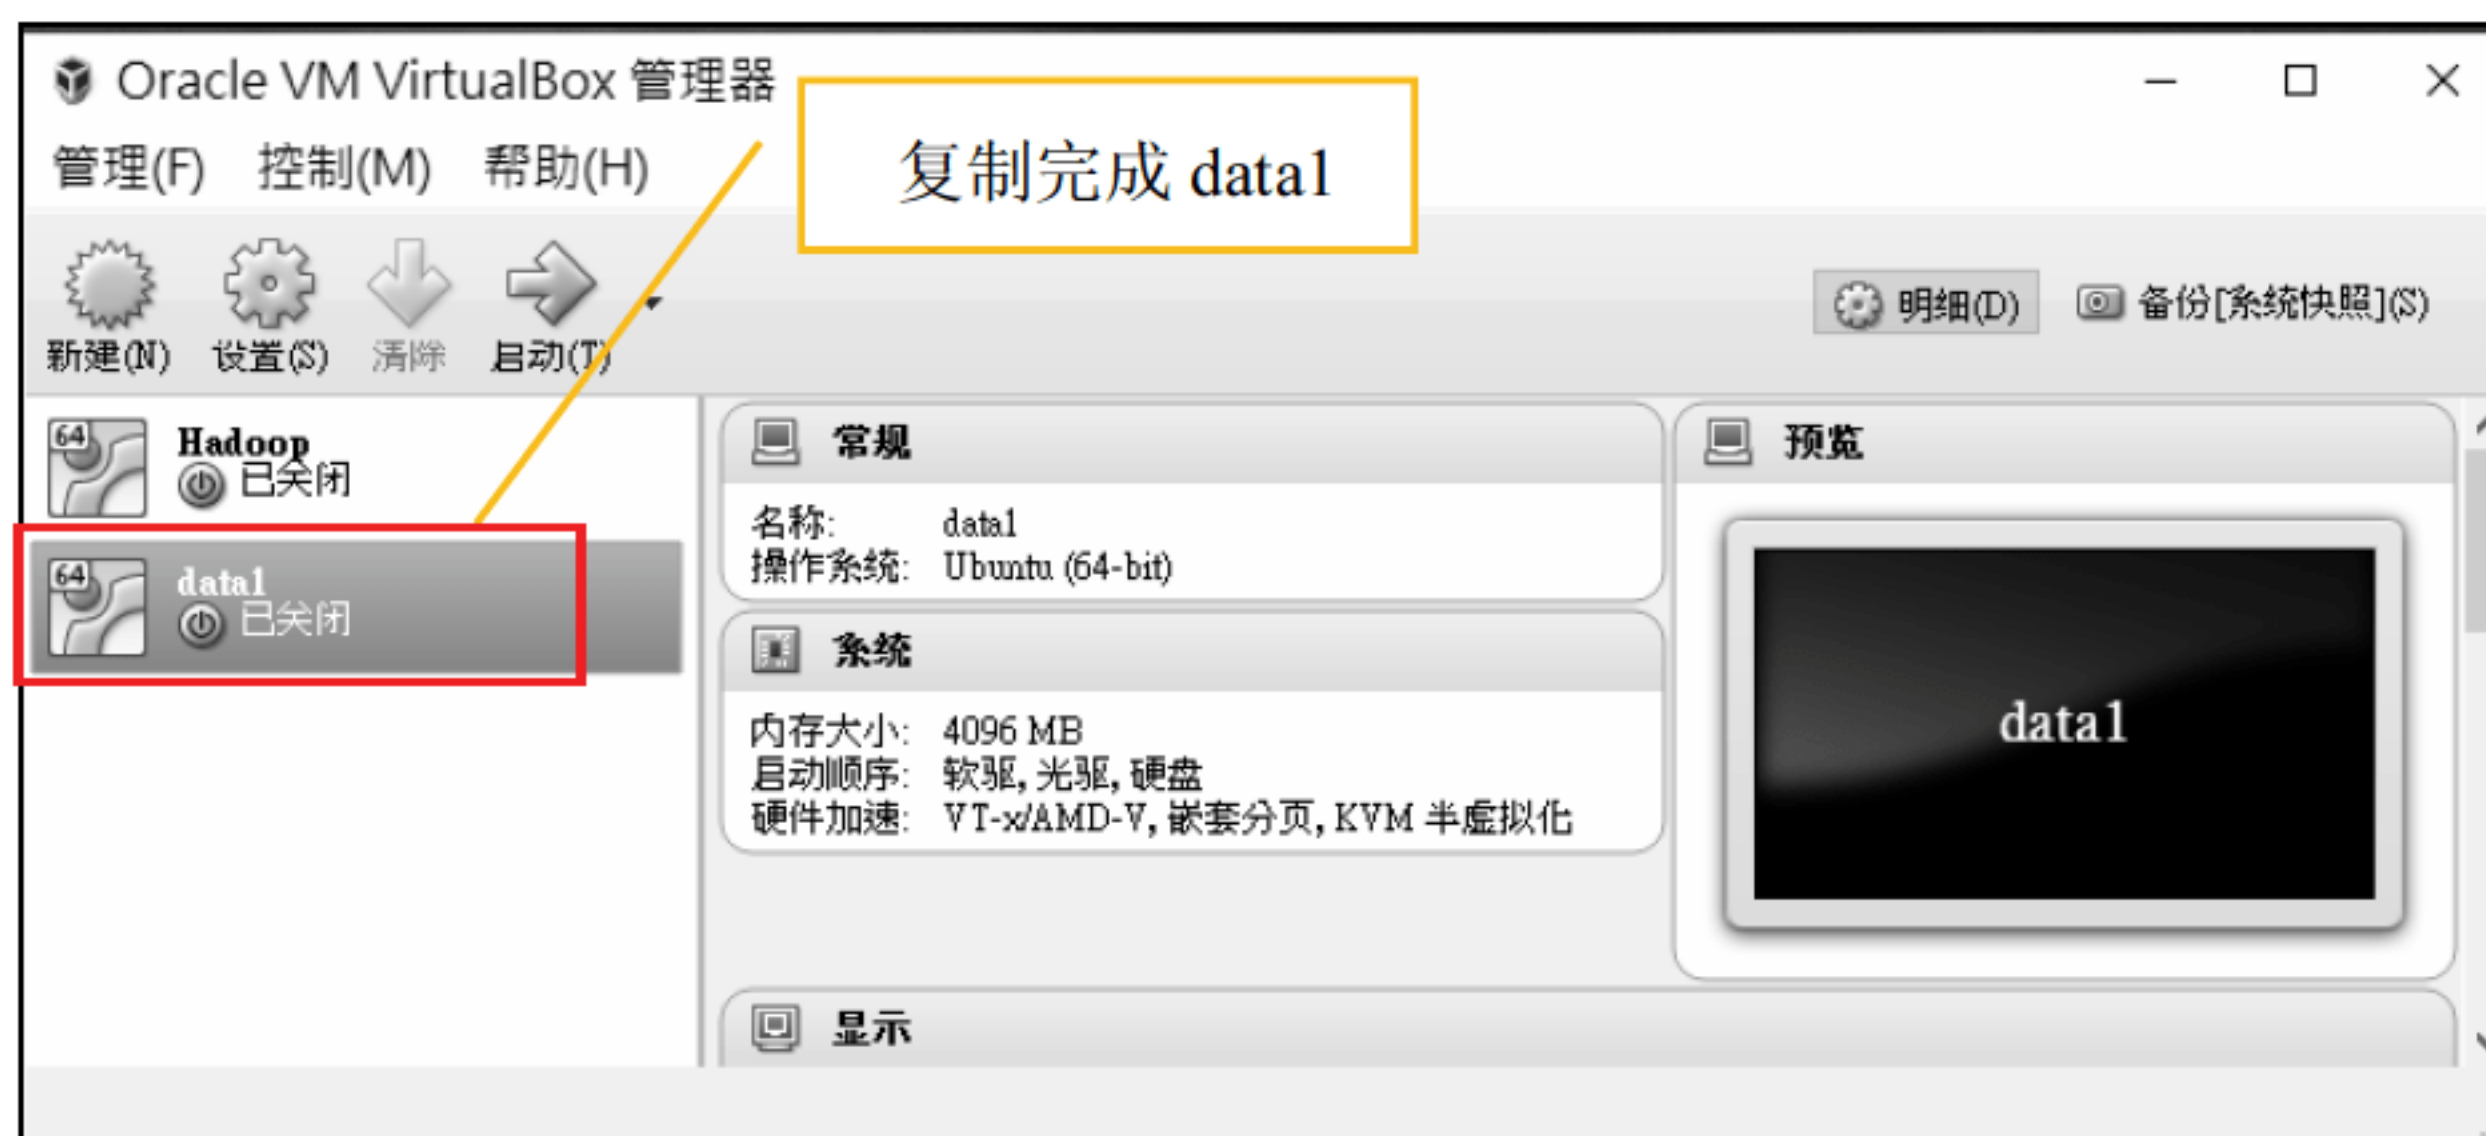 Oracle VM VirtualBox 管理器
管理(F) 控制(M) 帮助(H)
复制完成 data1
新建(N) 设置(S) 清除 启动(T)
明细(D) 备份[系统快照](S)
64 Hadoop
已关闭
64 data1
已关闭
常规
名称: data1
操作系统: Ubuntu (64-bit)
系统
内存大小: 4096 MB
启动顺序: 软驱, 光驱, 硬盘
硬件加速: VT-x/AMD-V, 嵌套分页, KVM 半虚拟化
预览
data1
显示